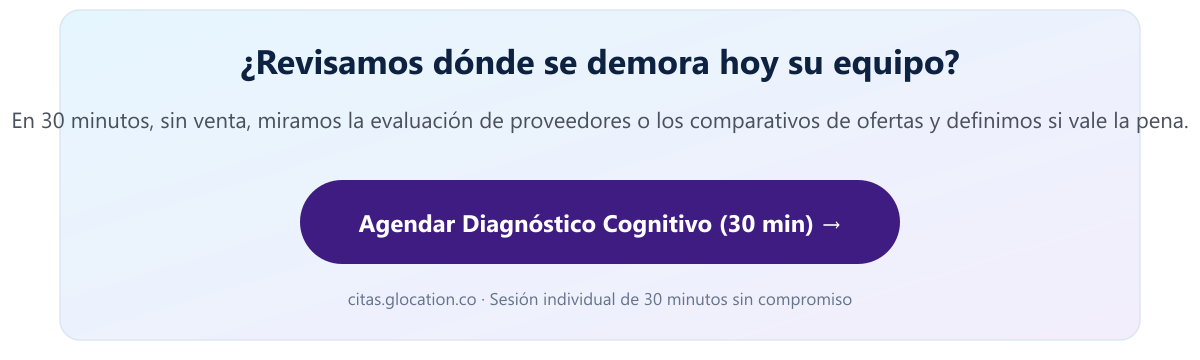 ¿Revisamos dónde se demora hoy su equipo?
En 30 minutos, sin venta, miramos la evaluación de proveedores o los comparativos de ofertas y definimos si vale la pena.
Agendar Diagnóstico Cognitivo (30 min) →
citas.glocation.co · Sesión individual de 30 minutos sin compromiso